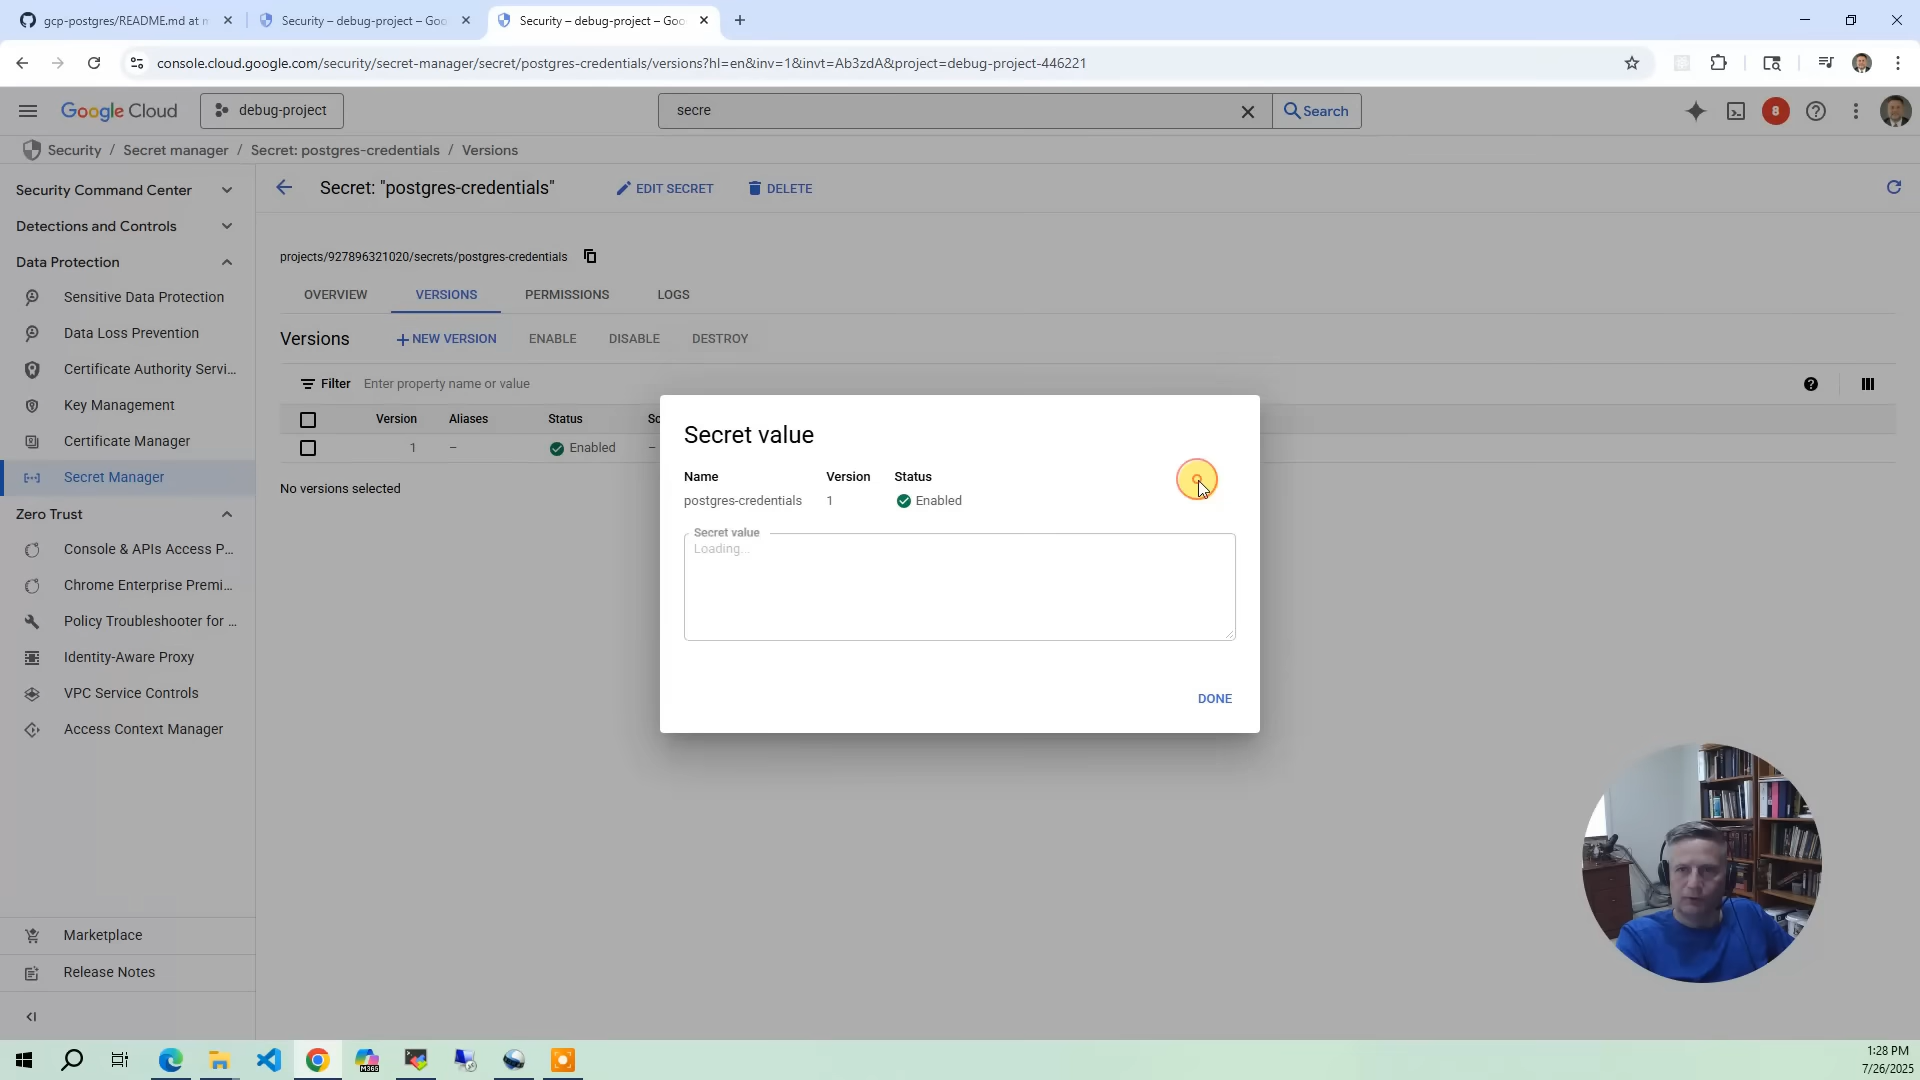 gcp-postgres/README.md at m
Security – debug-project – Goo
Security – debug-project – Goo
console.cloud.google.com/security/secret-manager/secret/postgres-credentials/versions?hl=en&inv=1&invt=Ab3zdA&project=debug-project-446221
Google Cloud
debug-project
secre
Search
8
Security / Secret manager / Secret: postgres-credentials / Versions
Security Command Center
Detections and Controls
Data Protection
Sensitive Data Protection
Data Loss Prevention
Certificate Authority Servi...
Key Management
Certificate Manager
Secret Manager
Zero Trust
Console & APIs Access P...
Chrome Enterprise Premi...
Policy Troubleshooter for ...
Identity-Aware Proxy
VPC Service Controls
Access Context Manager
Marketplace
Release Notes
Secret: "postgres-credentials"
EDIT SECRET
DELETE
projects/927896321020/secrets/postgres-credentials
OVERVIEW VERSIONS PERMISSIONS LOGS
Versions
NEW VERSION
ENABLE DISABLE DESTROY
Filter Enter property name or value
Version Aliases Status Sc
1 – Enabled –
No versions selected
Secret value
Name Version Status
postgres-credentials 1 Enabled
Secret value
Loading...
DONE
M365
1:28 PM
7/26/2025